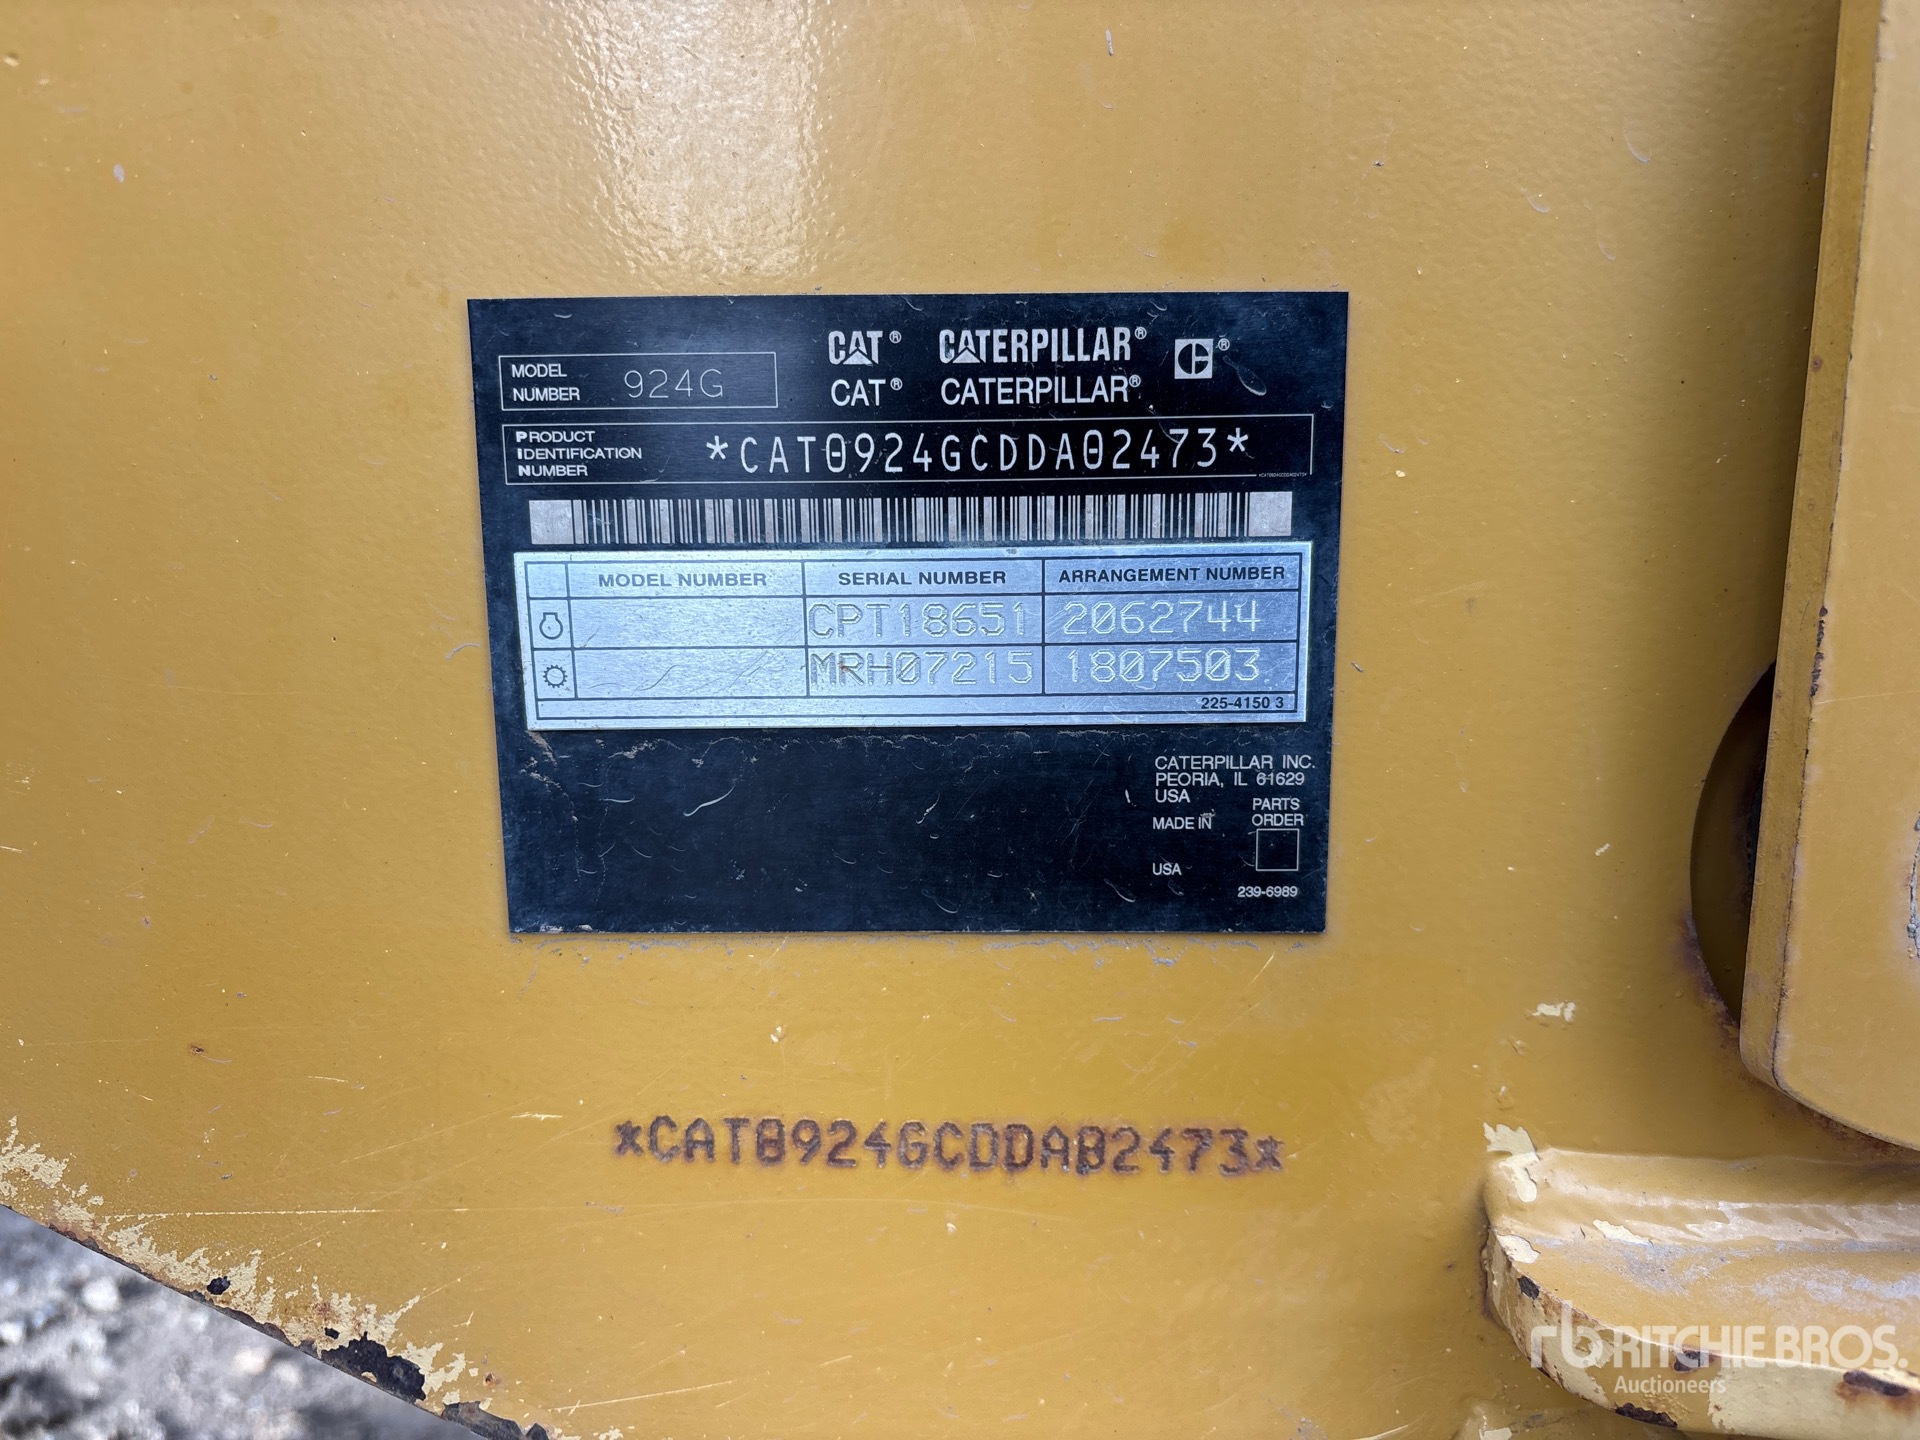 CAT® CATERPILLAR® ®
CAT® CATERPILLAR®
MODEL
NUMBER 924G
PRODUCT
IDENTIFICATION
NUMBER
*CAT0924GCDDA02473*
*CAT0924GCDDA02473*
MODEL NUMBER SERIAL NUMBER ARRANGEMENT NUMBER
CPT18651 2062744
MRH07215 1807503
225-4150 3
CATERPILLAR INC.
PEORIA, IL 61629
USA
PARTS
ORDER
MADE IN
USA
239-6989
*CAT0924GCDDA02473*
rb RITCHIE BROS.
Auctioneers